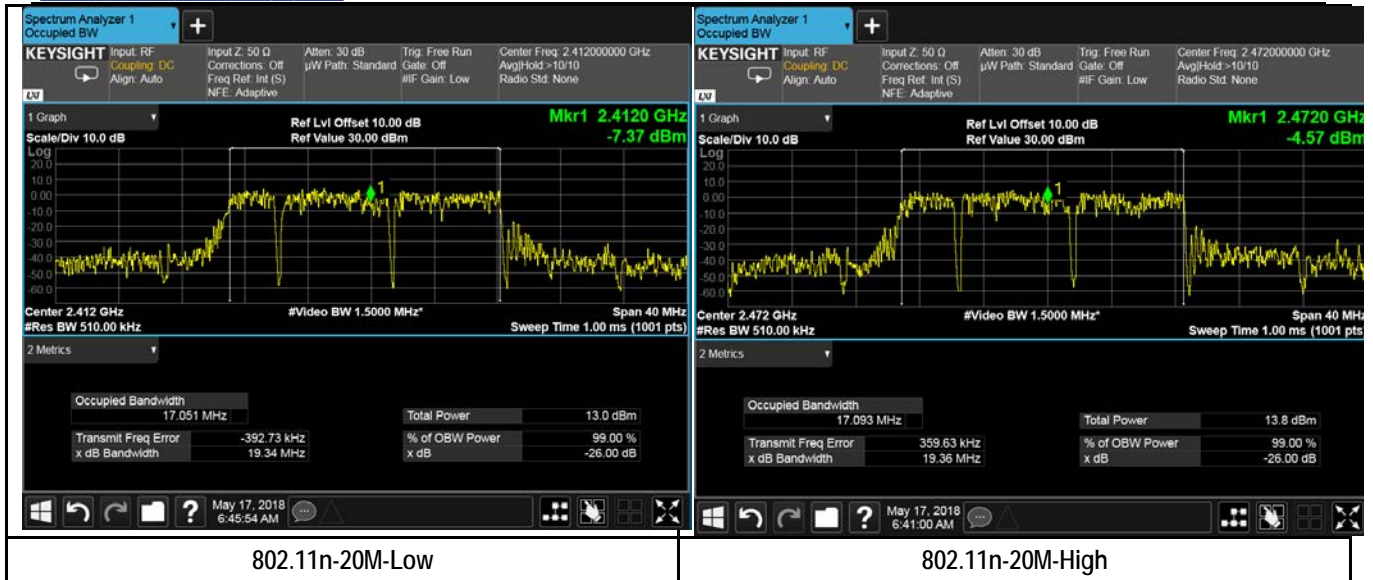 Spectrum Analyzer 1
Occupied BW
+
KEYSIGHT Input: RF Input Z: 50 Ω Atten: 30 dB Trig: Free Run Center Freq: 2.412000000 GHz
Coupling: DC Corrections: Off µW Path: Standard Gate: Off Avg|Hold:>10/10
Align: Auto Freq Ref: Int (S) #IF Gain: Low Radio Std: None
LXI NFE: Adaptive
1 Graph
Ref Lvl Offset 10.00 dB Mkr1 2.4120 GHz
Scale/Div 10.0 dB Ref Value 30.00 dBm -7.37 dBm
Log
20.0
10.0
0.00
-10.0
-20.0
-30.0
-40.0
-50.0
-60.0
1
Center 2.412 GHz #Video BW 1.5000 MHz* Span 40 MHz
#Res BW 510.00 kHz Sweep Time 1.00 ms (1001 pts)
2 Metrics
Occupied Bandwidth
17.051 MHz Total Power 13.0 dBm
Transmit Freq Error -392.73 kHz % of OBW Power 99.00 %
x dB Bandwidth 19.34 MHz x dB -26.00 dB
? May 17, 2018
6:45:54 AM
802.11n-20M-Low
Spectrum Analyzer 1
Occupied BW
+
KEYSIGHT Input: RF Input Z: 50 Ω Atten: 30 dB Trig: Free Run Center Freq: 2.472000000 GHz
Coupling: DC Corrections: Off µW Path: Standard Gate: Off Avg|Hold:>10/10
Align: Auto Freq Ref: Int (S) #IF Gain: Low Radio Std: None
LXI NFE: Adaptive
1 Graph
Ref Lvl Offset 10.00 dB Mkr1 2.4720 GHz
Scale/Div 10.0 dB Ref Value 30.00 dBm -4.57 dBm
Log
20.0
10.0
0.00
-10.0
-20.0
-30.0
-40.0
-50.0
-60.0
1
Center 2.472 GHz #Video BW 1.5000 MHz* Span 40 MHz
#Res BW 510.00 kHz Sweep Time 1.00 ms (1001 pts
2 Metrics
Occupied Bandwidth
17.093 MHz Total Power 13.8 dBm
Transmit Freq Error 359.63 kHz % of OBW Power 99.00 %
x dB Bandwidth 19.36 MHz x dB -26.00 dB
? May 17, 2018
6:41:00 AM
802.11n-20M-High